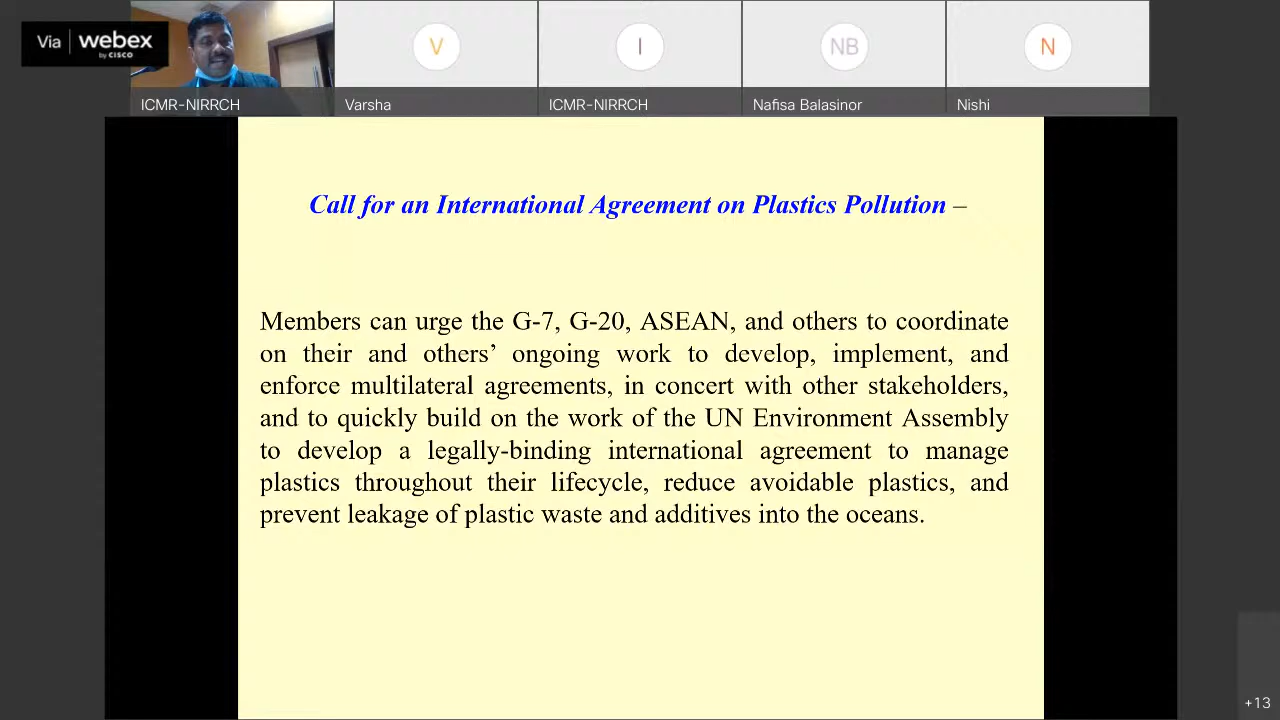 Via webex
by CISCO
ICMR-NIRRCH
V
Varsha
I
ICMR-NIRRCH
NB
Nafisa Balasinor
N
Nishi
Call for an International Agreement on Plastics Pollution –
Members can urge the G-7, G-20, ASEAN, and others to coordinate
on their and others’ ongoing work to develop, implement, and
enforce multilateral agreements, in concert with other stakeholders,
and to quickly build on the work of the UN Environment Assembly
to develop a legally-binding international agreement to manage
plastics throughout their lifecycle, reduce avoidable plastics, and
prevent leakage of plastic waste and additives into the oceans.
+13